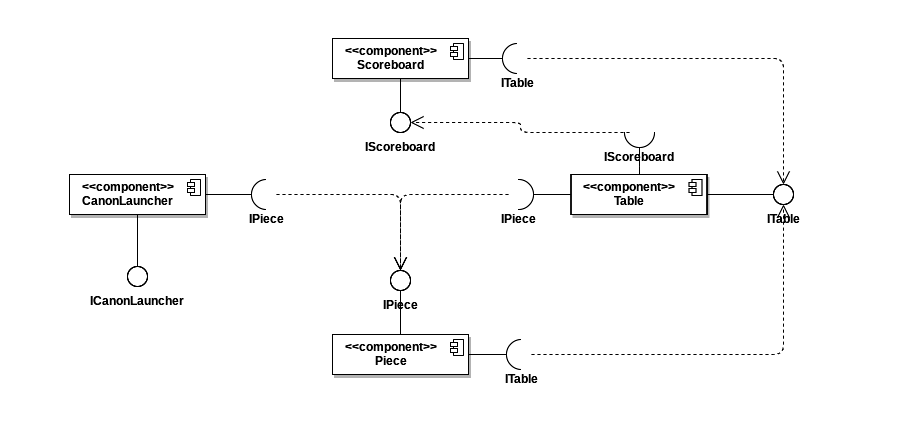 <<component>>
Scoreboard
ITable
IScoreboard
IScoreboard
<<component>>
CanonLauncher
IPiece
IPiece
<<component>>
Table
ITable
ICanonLauncher
IPiece
<<component>>
Piece
ITable